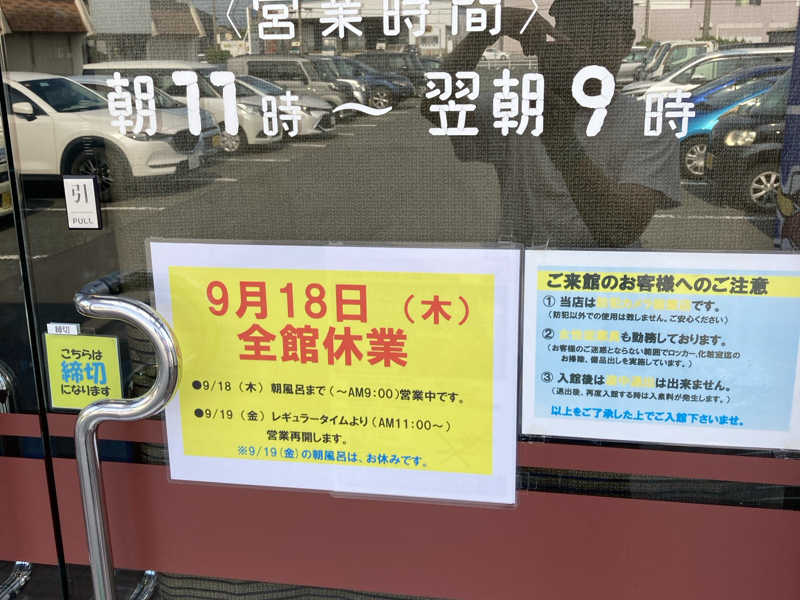 〈営業時間〉
朝11時～翌朝9時
引
PULL
締切
こちらは
締切
になります
9月18日（木）
全館休業
●9/18（木）朝風呂まで（～AM9:00)営業中です。
●9/19（金）レギュラータイムより（AM11:00～）
営業再開します。
※9/19(金)の朝風呂は、お休みです。
ご来館のお客様へのご注意
① 当店は です。
（防犯以外での使用は致しません。ご安心ください）
② も勤務しております。
（お客様のご迷惑とならない範囲でロッカー、化粧室迄の
お掃除、備品出しを実施しています。）
③ 入館後は は出来ません。
（退出後、再度入館する時は入泉料が発生します。）
以上をご了承した上でご入館下さいませ。